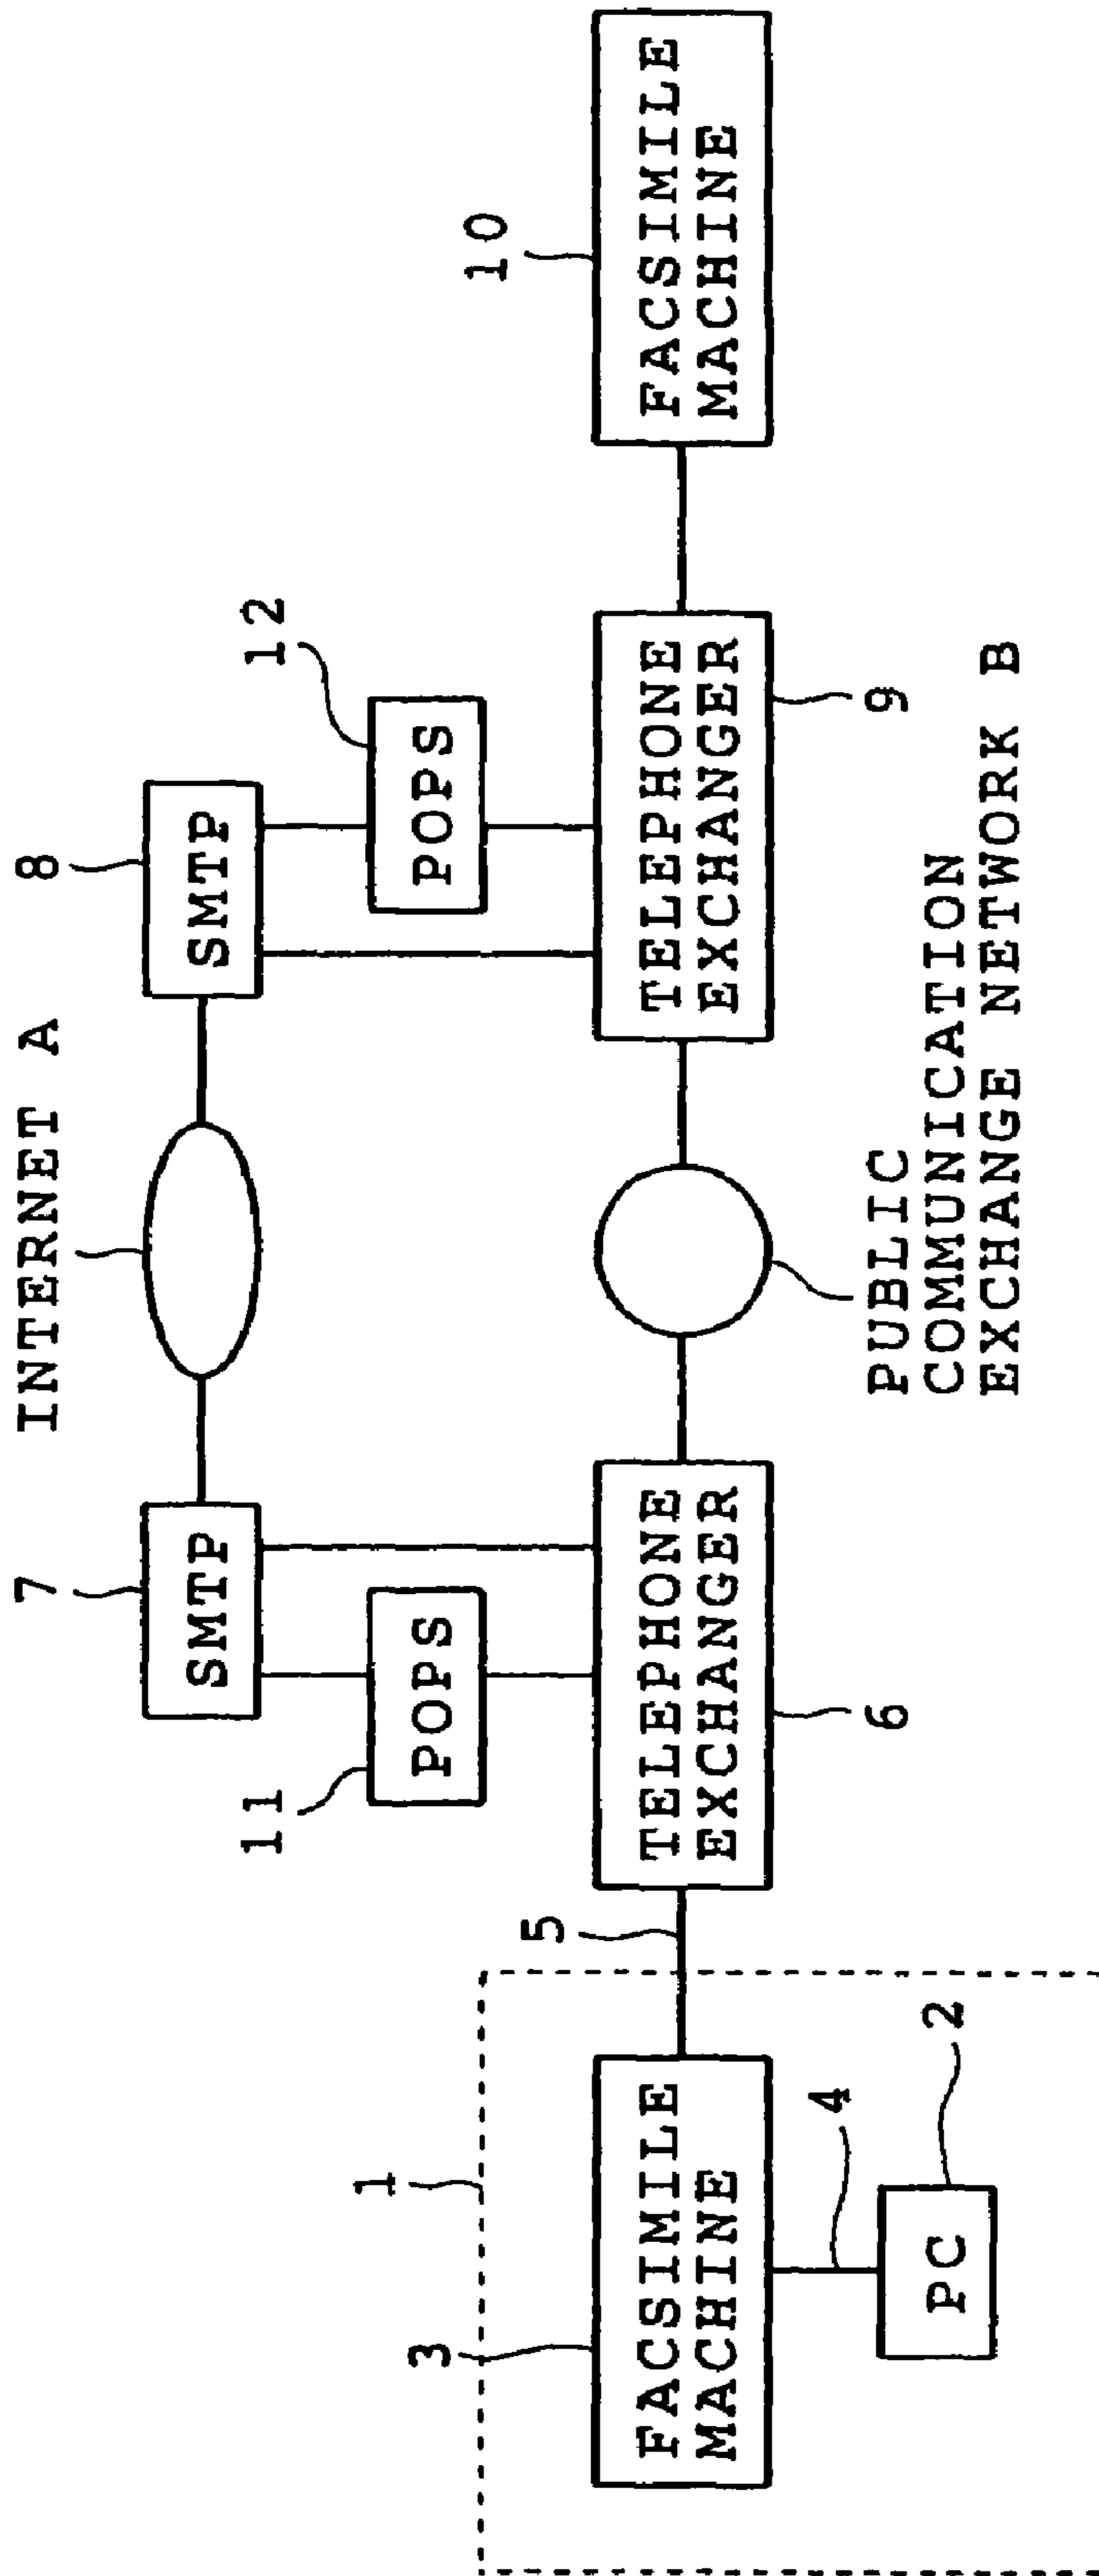 INTERNET A
7
8
SMTP
SMTP
11
12
POPS
POPS
1
3
5
10
FACSIMILE
MACHINE
TELEPHONE
EXCHANGER
TELEPHONE
EXCHANGER
FACSIMILE
MACHINE
4
6
9
PC
2
PUBLIC
COMMUNICATION
EXCHANGE NETWORK B